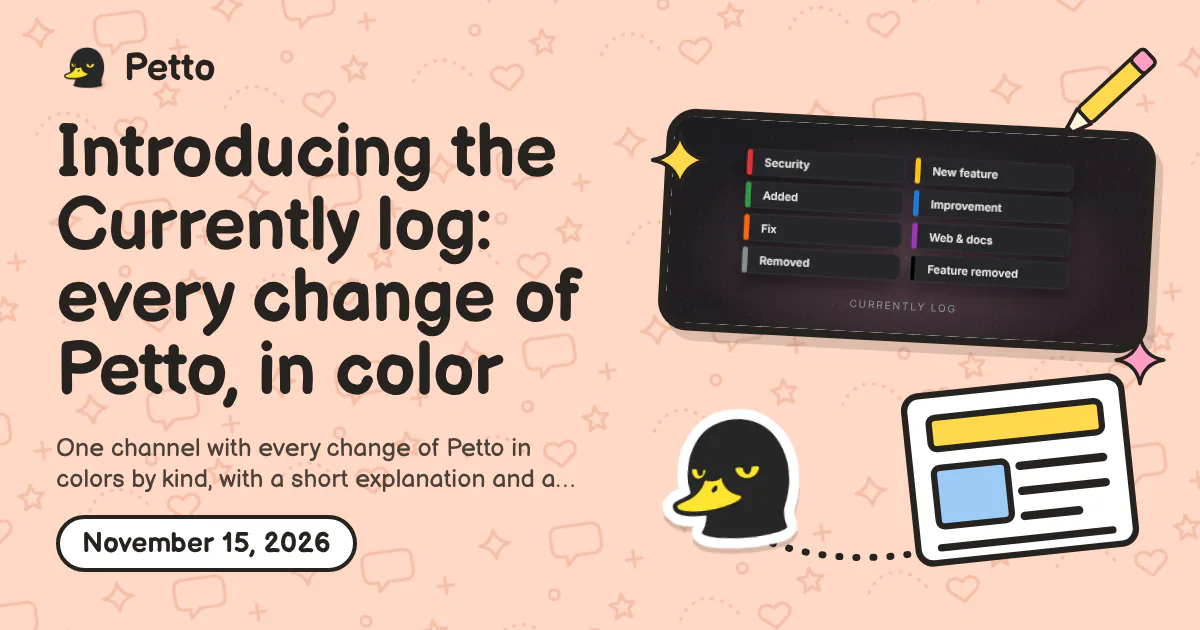 Petto
Introducing the
Currently log:
every change of
Petto, in color
One channel with every change of Petto in
colors by kind, with a short explanation and a...
November 15, 2026
Security
New feature
Added
Improvement
Fix
Web & docs
Removed
Feature removed
CURRENTLY LOG